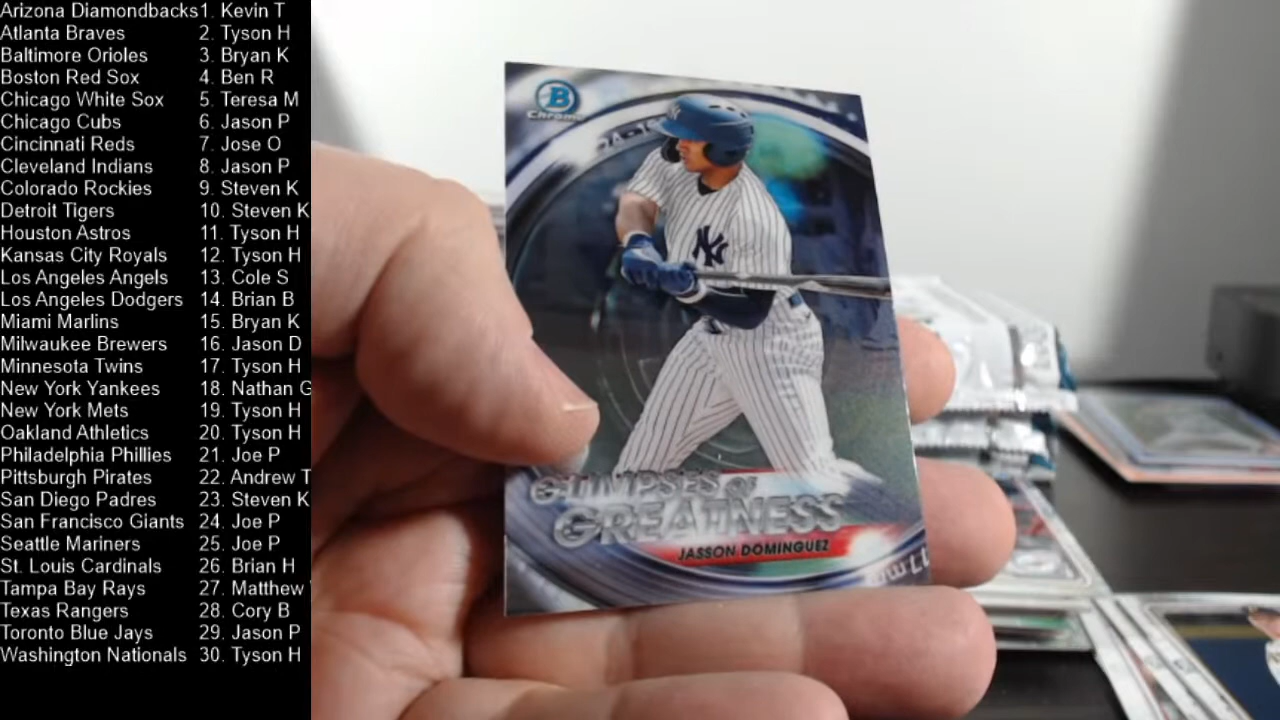 Arizona Diamondbacks 1. Kevin T
Atlanta Braves 2. Tyson H
Baltimore Orioles 3. Bryan K
Boston Red Sox 4. Ben R
Chicago White Sox 5. Teresa M
Chicago Cubs 6. Jason P
Cincinnati Reds 7. Jose O
Cleveland Indians 8. Jason P
Colorado Rockies 9. Steven K
Detroit Tigers 10. Steven K
Houston Astros 11. Tyson H
Kansas City Royals 12. Tyson H
Los Angeles Angels 13. Cole S
Los Angeles Dodgers 14. Brian B
Miami Marlins 15. Bryan K
Milwaukee Brewers 16. Jason D
Minnesota Twins 17. Tyson H
New York Yankees 18. Nathan G
New York Mets 19. Tyson H
Oakland Athletics 20. Tyson H
Philadelphia Phillies 21. Joe P
Pittsburgh Pirates 22. Andrew T
San Diego Padres 23. Steven K
San Francisco Giants 24. Joe P
Seattle Mariners 25. Joe P
St. Louis Cardinals 26. Brian H
Tampa Bay Rays 27. Matthew
Texas Rangers 28. Cory B
Toronto Blue Jays 29. Jason P
Washington Nationals 30. Tyson H
B
Chrome
NY
GLIMPSES OF
GREATNESS
JASSON DOMINGUEZ